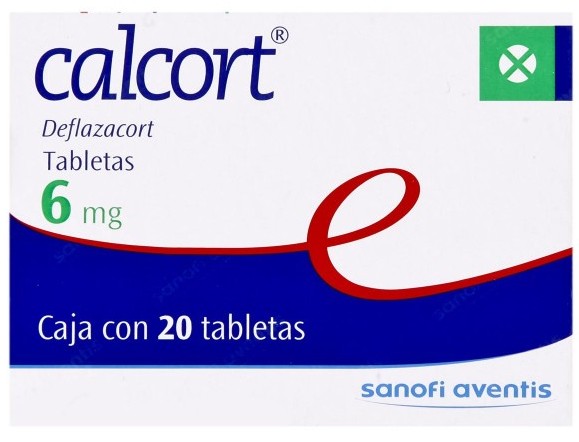 calcort®
Deflazacort
Tabletas
6 mg
Caja con 20 tabletas
sanofi aventis